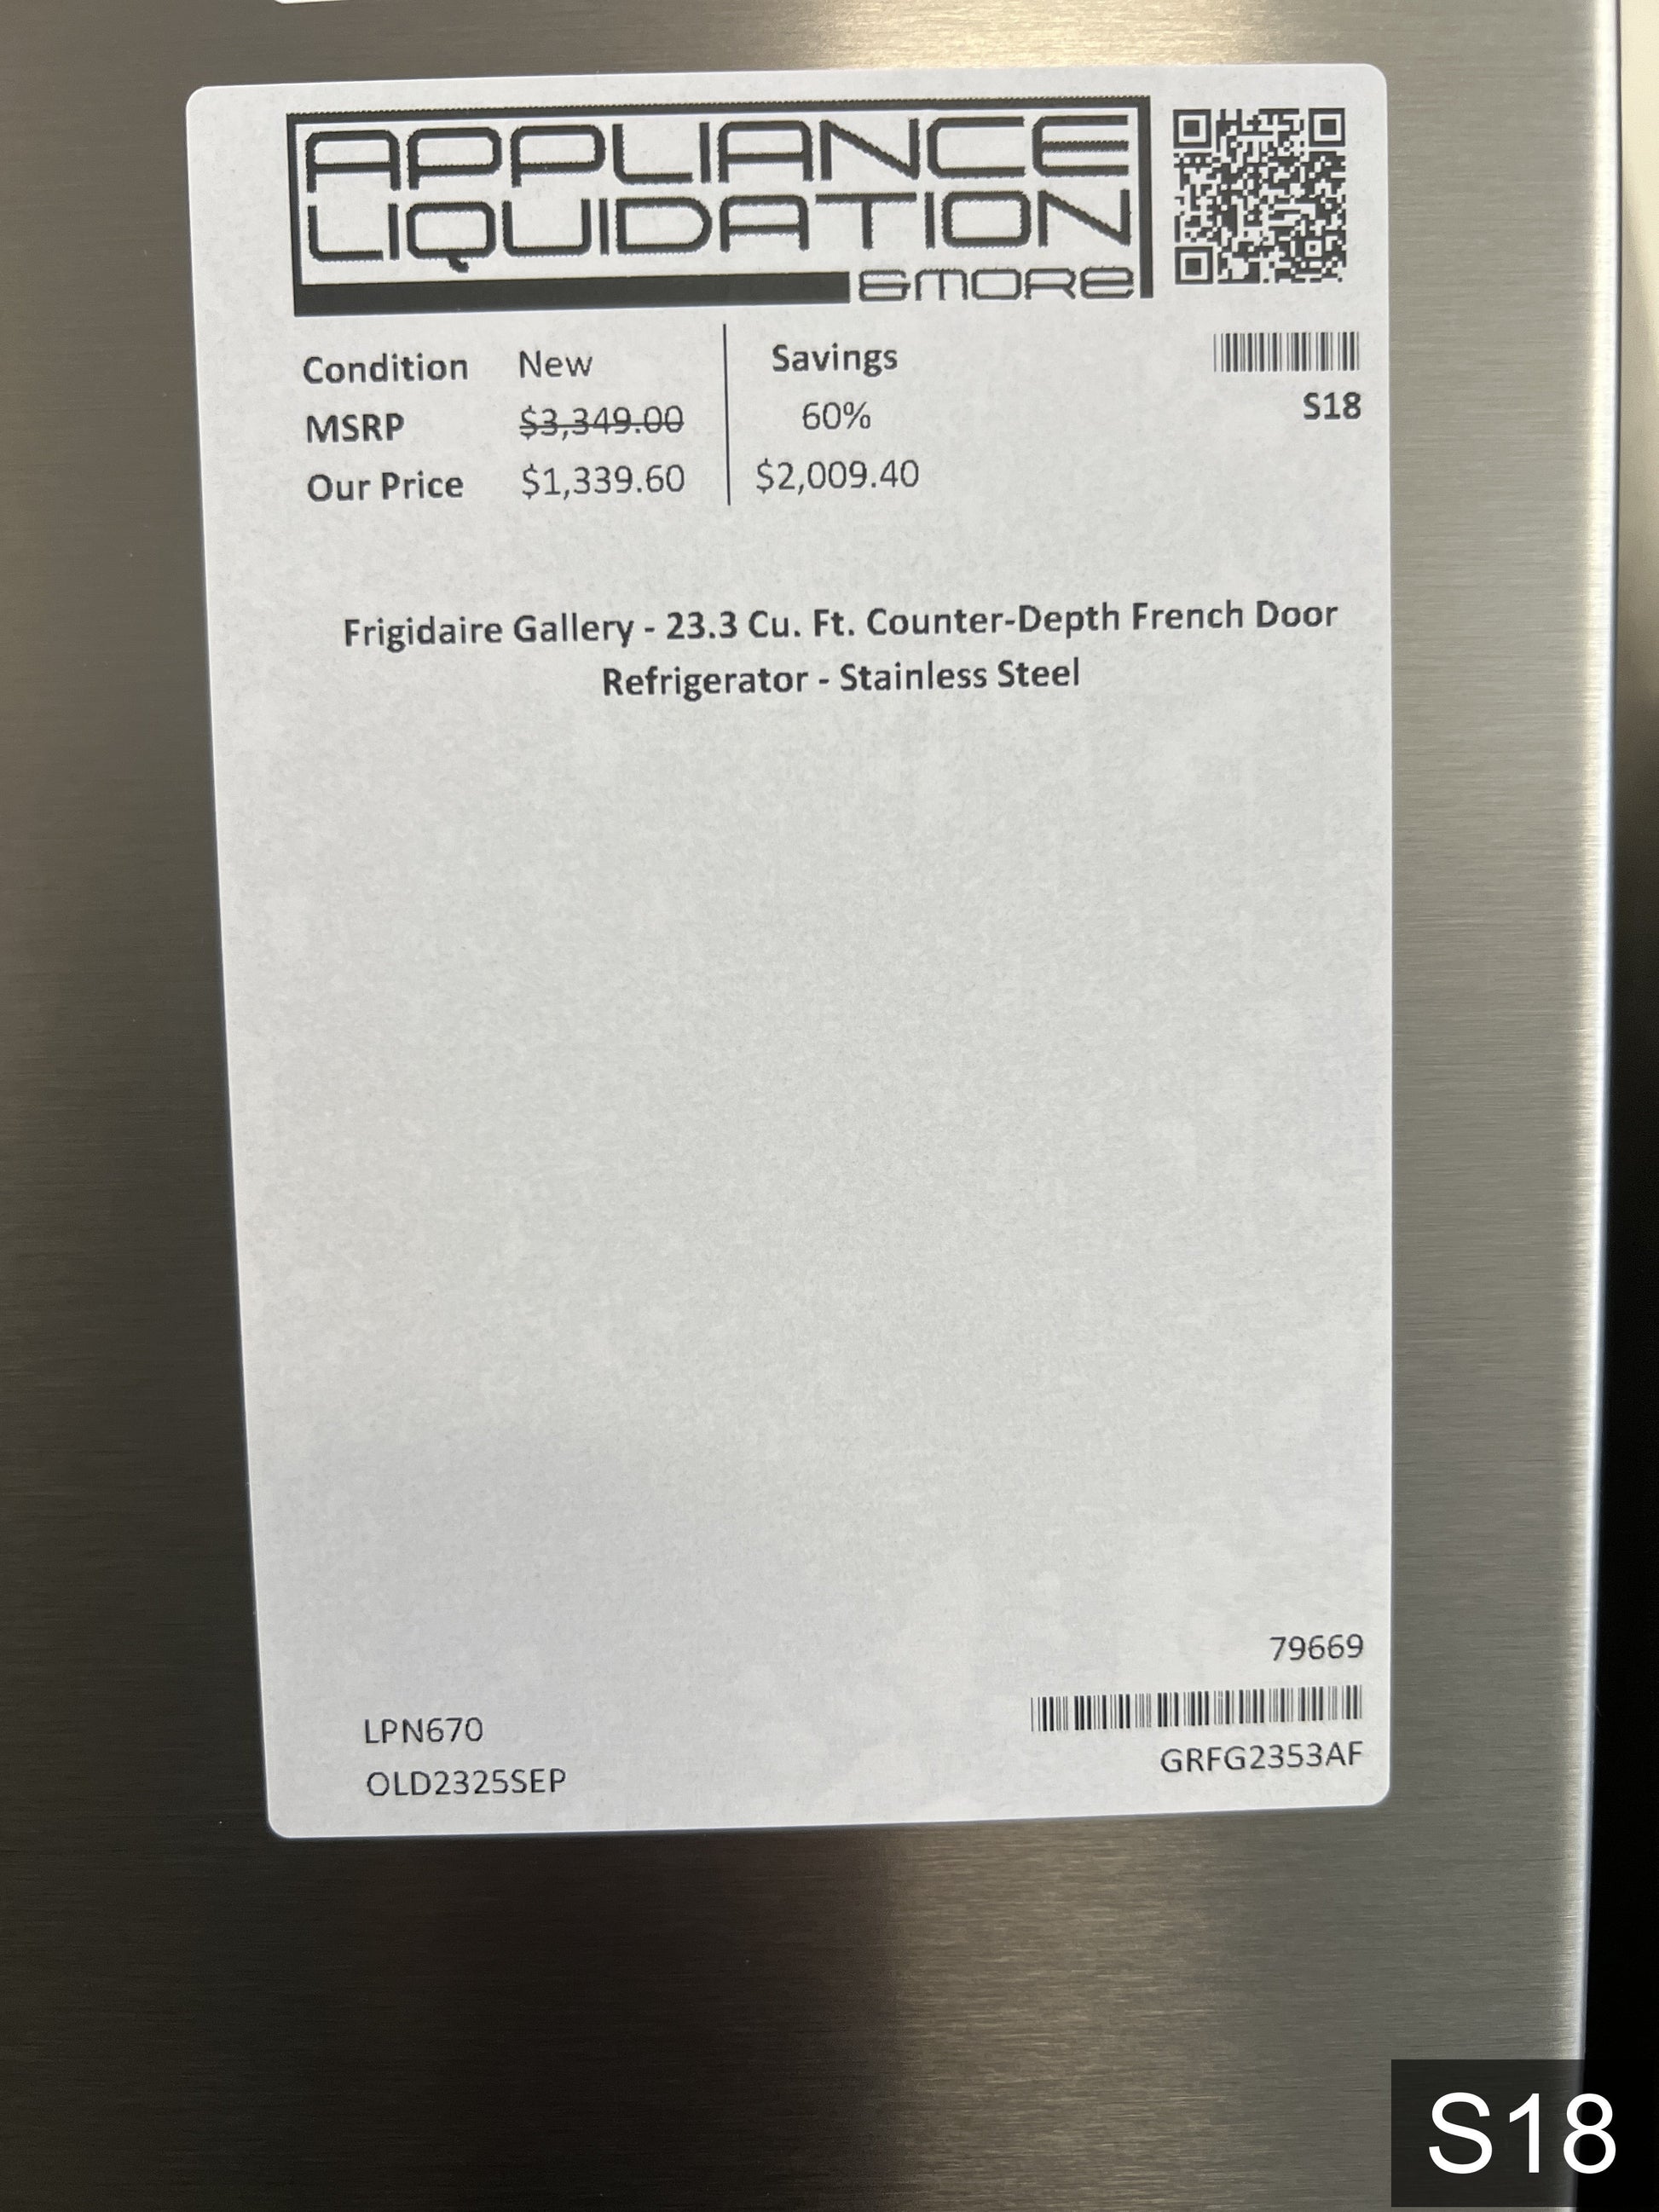 APPLIANCE
LIQUIDATION
&MORE
Condition New
MSRP $3,349.00
Our Price $1,339.60
Savings
60%
$2,009.40
S18
Frigidaire Gallery - 23.3 Cu. Ft. Counter-Depth French Door
Refrigerator - Stainless Steel
79669
LPN670
OLD2325SEP
GRFG2353AF
S18